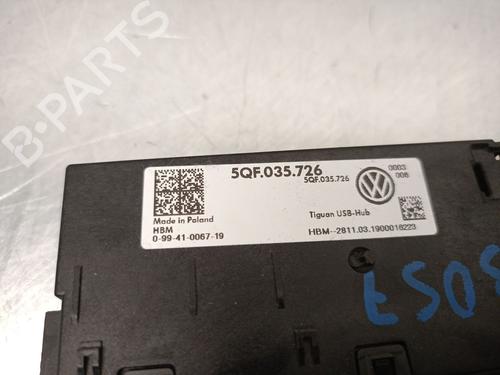 B-PARTS
5QF.035.726
5QF.035.726
0003
006
Made in Poland
HBM
0-99-41-0067-19
Tiguan USB-Hub
HBM--2811.03.1900016223